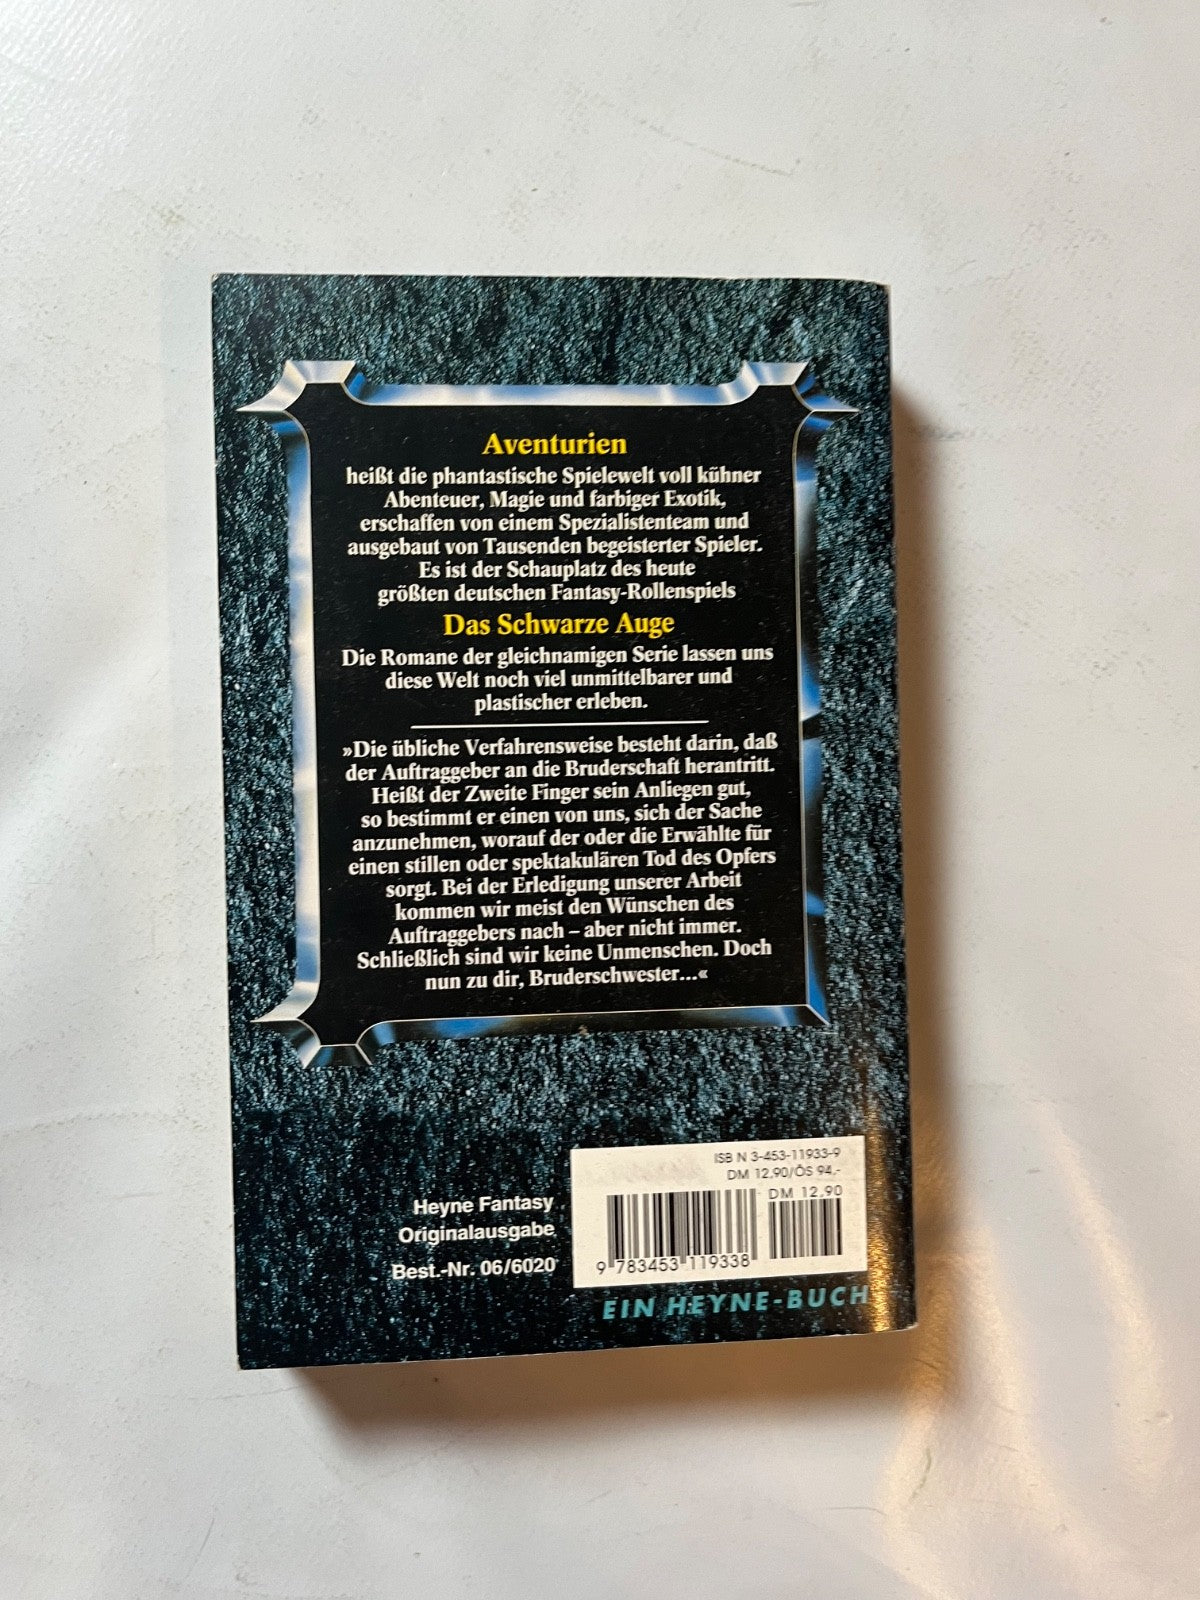 Aventurien
heißt die phantastische Spielewelt voll kühner
Abenteuer, Magie und farbiger Exotik,
erschaffen von einem Spezialistenteam und
ausgebaut von Tausenden begeisterter Spieler.
Es ist der Schauplatz des heute
größten deutschen Fantasy-Rollenspiels
Das Schwarze Auge
Die Romane der gleichnamigen Serie lassen uns
diese Welt noch viel unmittelbarer und
plastischer erleben.
»Die übliche Verfahrensweise besteht darin, daß
der Auftraggeber an die Bruderschaft herantritt.
Heißt der Zweite Finger sein Anliegen gut,
so bestimmt er einen von uns, sich der Sache
anzunehmen, worauf der oder die Erwählte für
einen stillen oder spektakulären Tod des Opfers
sorgt. Bei der Erledigung unserer Arbeit
kommen wir meist den Wünschen des
Auftraggebers nach – aber nicht immer.
Schließlich sind wir keine Unmenschen. Doch
nun zu dir, Bruderschwester...«
ISBN 3-453-11933-9
DM 12,90/ÖS 94,-
DM 12,90
9 783453 119338
Heyne Fantasy
Originalausgabe
Best.-Nr. 06/6020
EIN HEYNE-BUCH